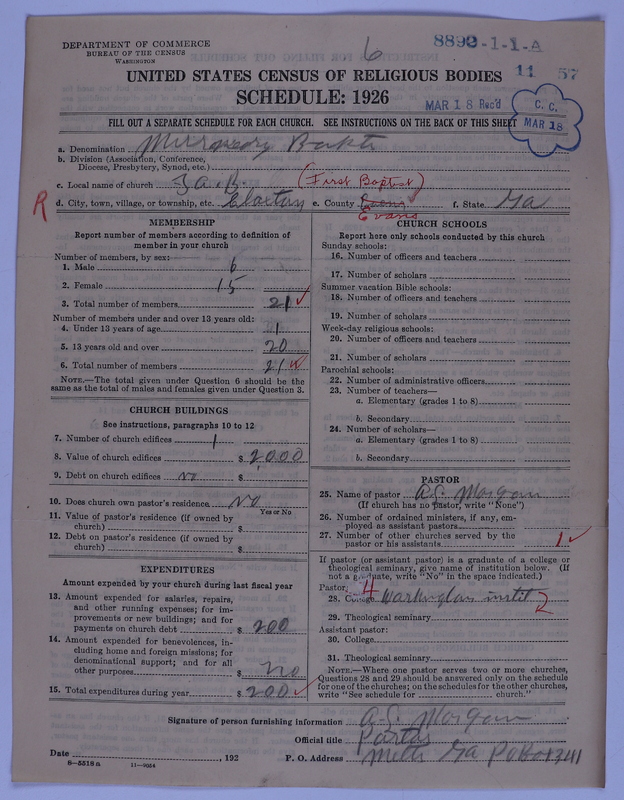 DEPARTMENT OF COMMERCE
BUREAU OF THE CENSUS
WASHINGTON
6
8892-1-1-A
11 57
UNITED STATES CENSUS OF RELIGIOUS BODIES
SCHEDULE: 1926
MAR 18 Rec'd
C. C.
MAR 18
FILL OUT A SEPARATE SCHEDULE FOR EACH CHURCH. SEE INSTRUCTIONS ON THE BACK OF THIS SHEET
a. Denomination
b. Division (Association, Conference, Diocese, Presbytery, Synod, etc.)
c. Local name of church (First Baptist)
R
d. City, town, village, or township, etc. Claxton e. County Evans f. State Ga
MEMBERSHIP
Report number of members according to definition of
member in your church
Number of members, by sex:
1. Male 6
2. Female 15
3. Total number of members 21
Number of members under and over 13 years old:
4. Under 13 years of age 1
5. 13 years old and over 20
6. Total number of members 21
NOTE.—The total given under Question 6 should be the
same as the total of males and females given under Question 3.
CHURCH BUILDINGS
See instructions, paragraphs 10 to 12
7. Number of church edifices 1
8. Value of church edifices $ 2,000
9. Debt on church edifices no $
10. Does church own pastor's residence No
Yes or No
11. Value of pastor's residence (if owned by
church) $
12. Debt on pastor's residence (if owned by
church) $
EXPENDITURES
Amount expended by your church during last fiscal year
13. Amount expended for salaries, repairs,
and other running expenses; for im-
provements or new buildings; and for
payments on church debt $ 200
14. Amount expended for benevolences, in-
cluding home and foreign missions; for
denominational support; and for all
other purposes
15. Total expenditures during year $ 200
CHURCH SCHOOLS
Report here only schools conducted by this church
Sunday schools:
16. Number of officers and teachers
17. Number of scholars
Summer vacation Bible schools:
18. Number of officers and teachers
19. Number of scholars
Week-day religious schools:
20. Number of officers and teachers
21. Number of scholars
Parochial schools:
22. Number of administrative officers
23. Number of teachers—
a. Elementary (grades 1 to 8)
b. Secondary
24. Number of scholars—
a. Elementary (grades 1 to 8)
b. Secondary
PASTOR
25. Name of pastor A.S. Morgan
(If church has no pastor, write "None")
26. Number of ordained ministers, if any, em-
ployed as assistant pastors
27. Number of other churches served by the
pastor or his assistants 1
If pastor (or assistant pastor) is a graduate of a college or
theological seminary, give name of institution below. (If
not a graduate, write "No" in the space indicated.)
Pastor: 4
28. College 2
29. Theological seminary
Assistant pastor:
30. College
31. Theological seminary
NOTE.—Where one pastor serves two or more churches,
Questions 28 and 29 should be answered only on the schedule
for one of the churches; on the schedules for the other churches,
write "See schedule for church."
Signature of person furnishing information A.S. Morgan
Official title Pastor
Date , 192 P. O. Address Ga
8-5518 a 11-9054